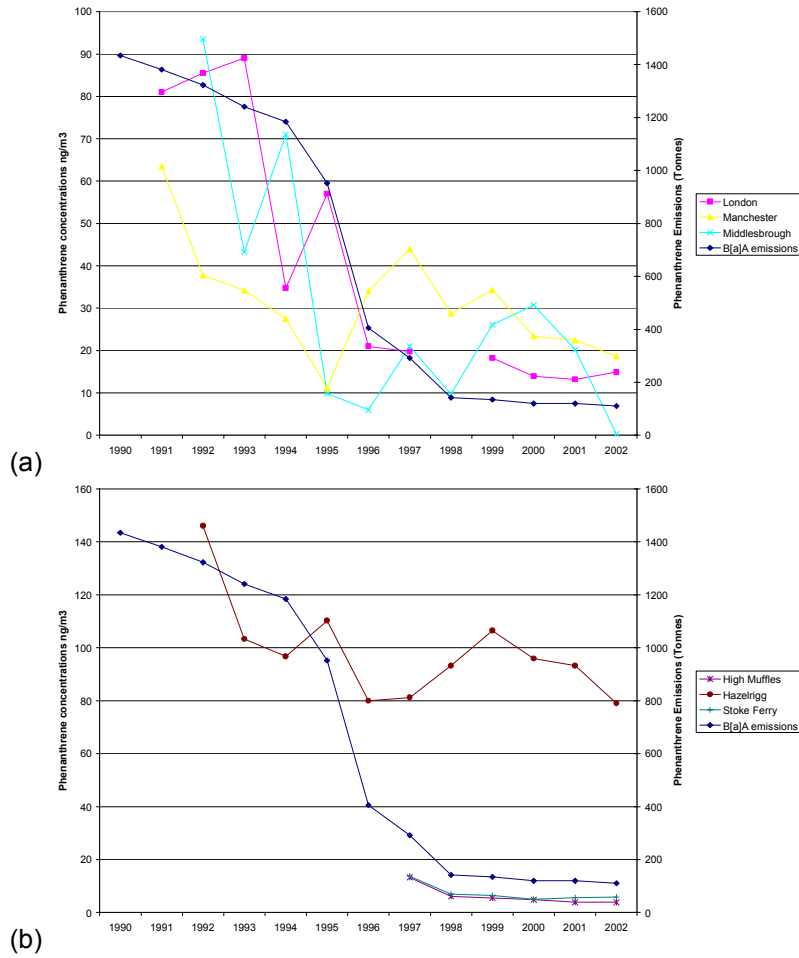 100
90
80
70
60
50
40
30
20
10
0
Phenanthrene concentrations ng/m3
1600
1400
1200
1000
800
600
400
200
0
Phenanthrene Emissions (Tonnes)
1990 1991 1992 1993 1994 1995 1996 1997 1998 1999 2000 2001 2002
London
Manchester
Middlesbrough
B[a]A emissions
(a)
160
140
120
100
80
60
40
20
0
Phenanthrene concentrations ng/m3
1600
1400
1200
1000
800
600
400
200
0
Phenanthrene Emissions (Tonnes)
1990 1991 1992 1993 1994 1995 1996 1997 1998 1999 2000 2001 2002
High Muffles
Hazelrigg
Stoke Ferry
B[a]A emissions
(b)